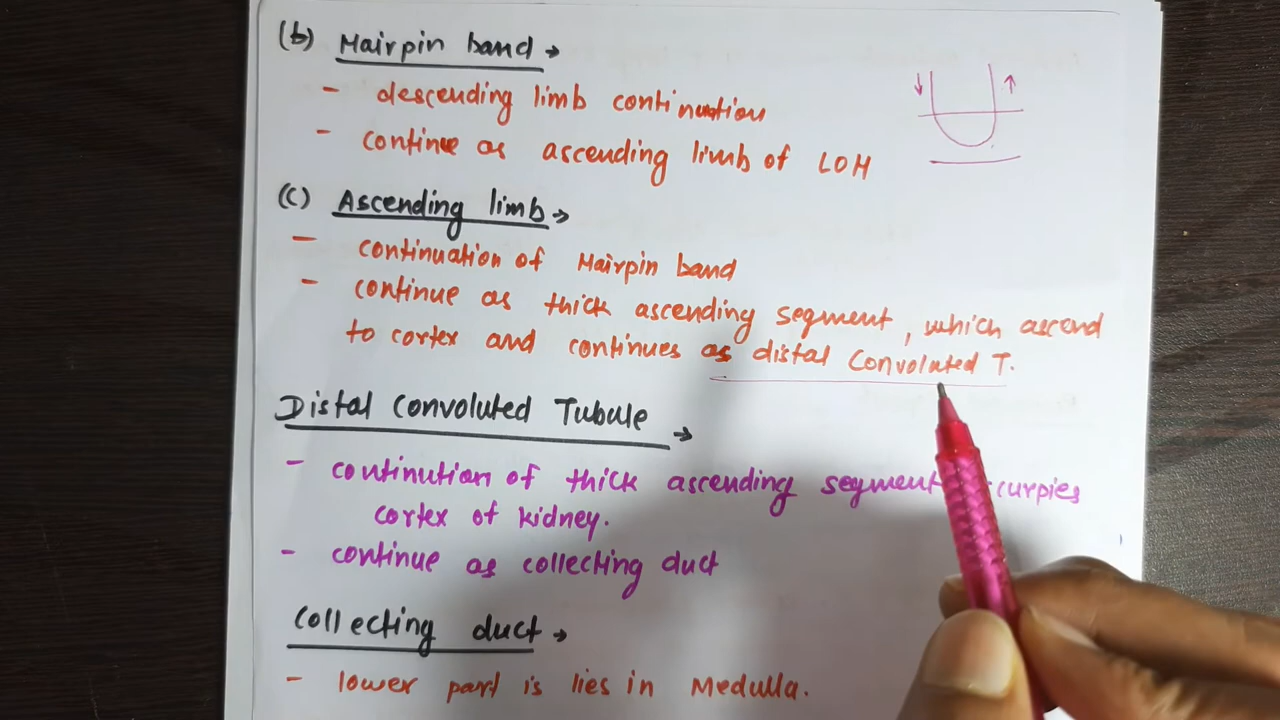 (b) Hairpin band →
- descending limb continuation
- continue as ascending limb of LOH
(c) Ascending limb →
- continuation of Hairpin band
- continue as thick ascending segment, which ascend
to cortex and continues as distal Convoluted T.
Distal Convoluted Tubule →
- continution of thick ascending segment
cortex of kidney.
- continue as collecting duct
Collecting duct →
- lower part is lies in Medulla.